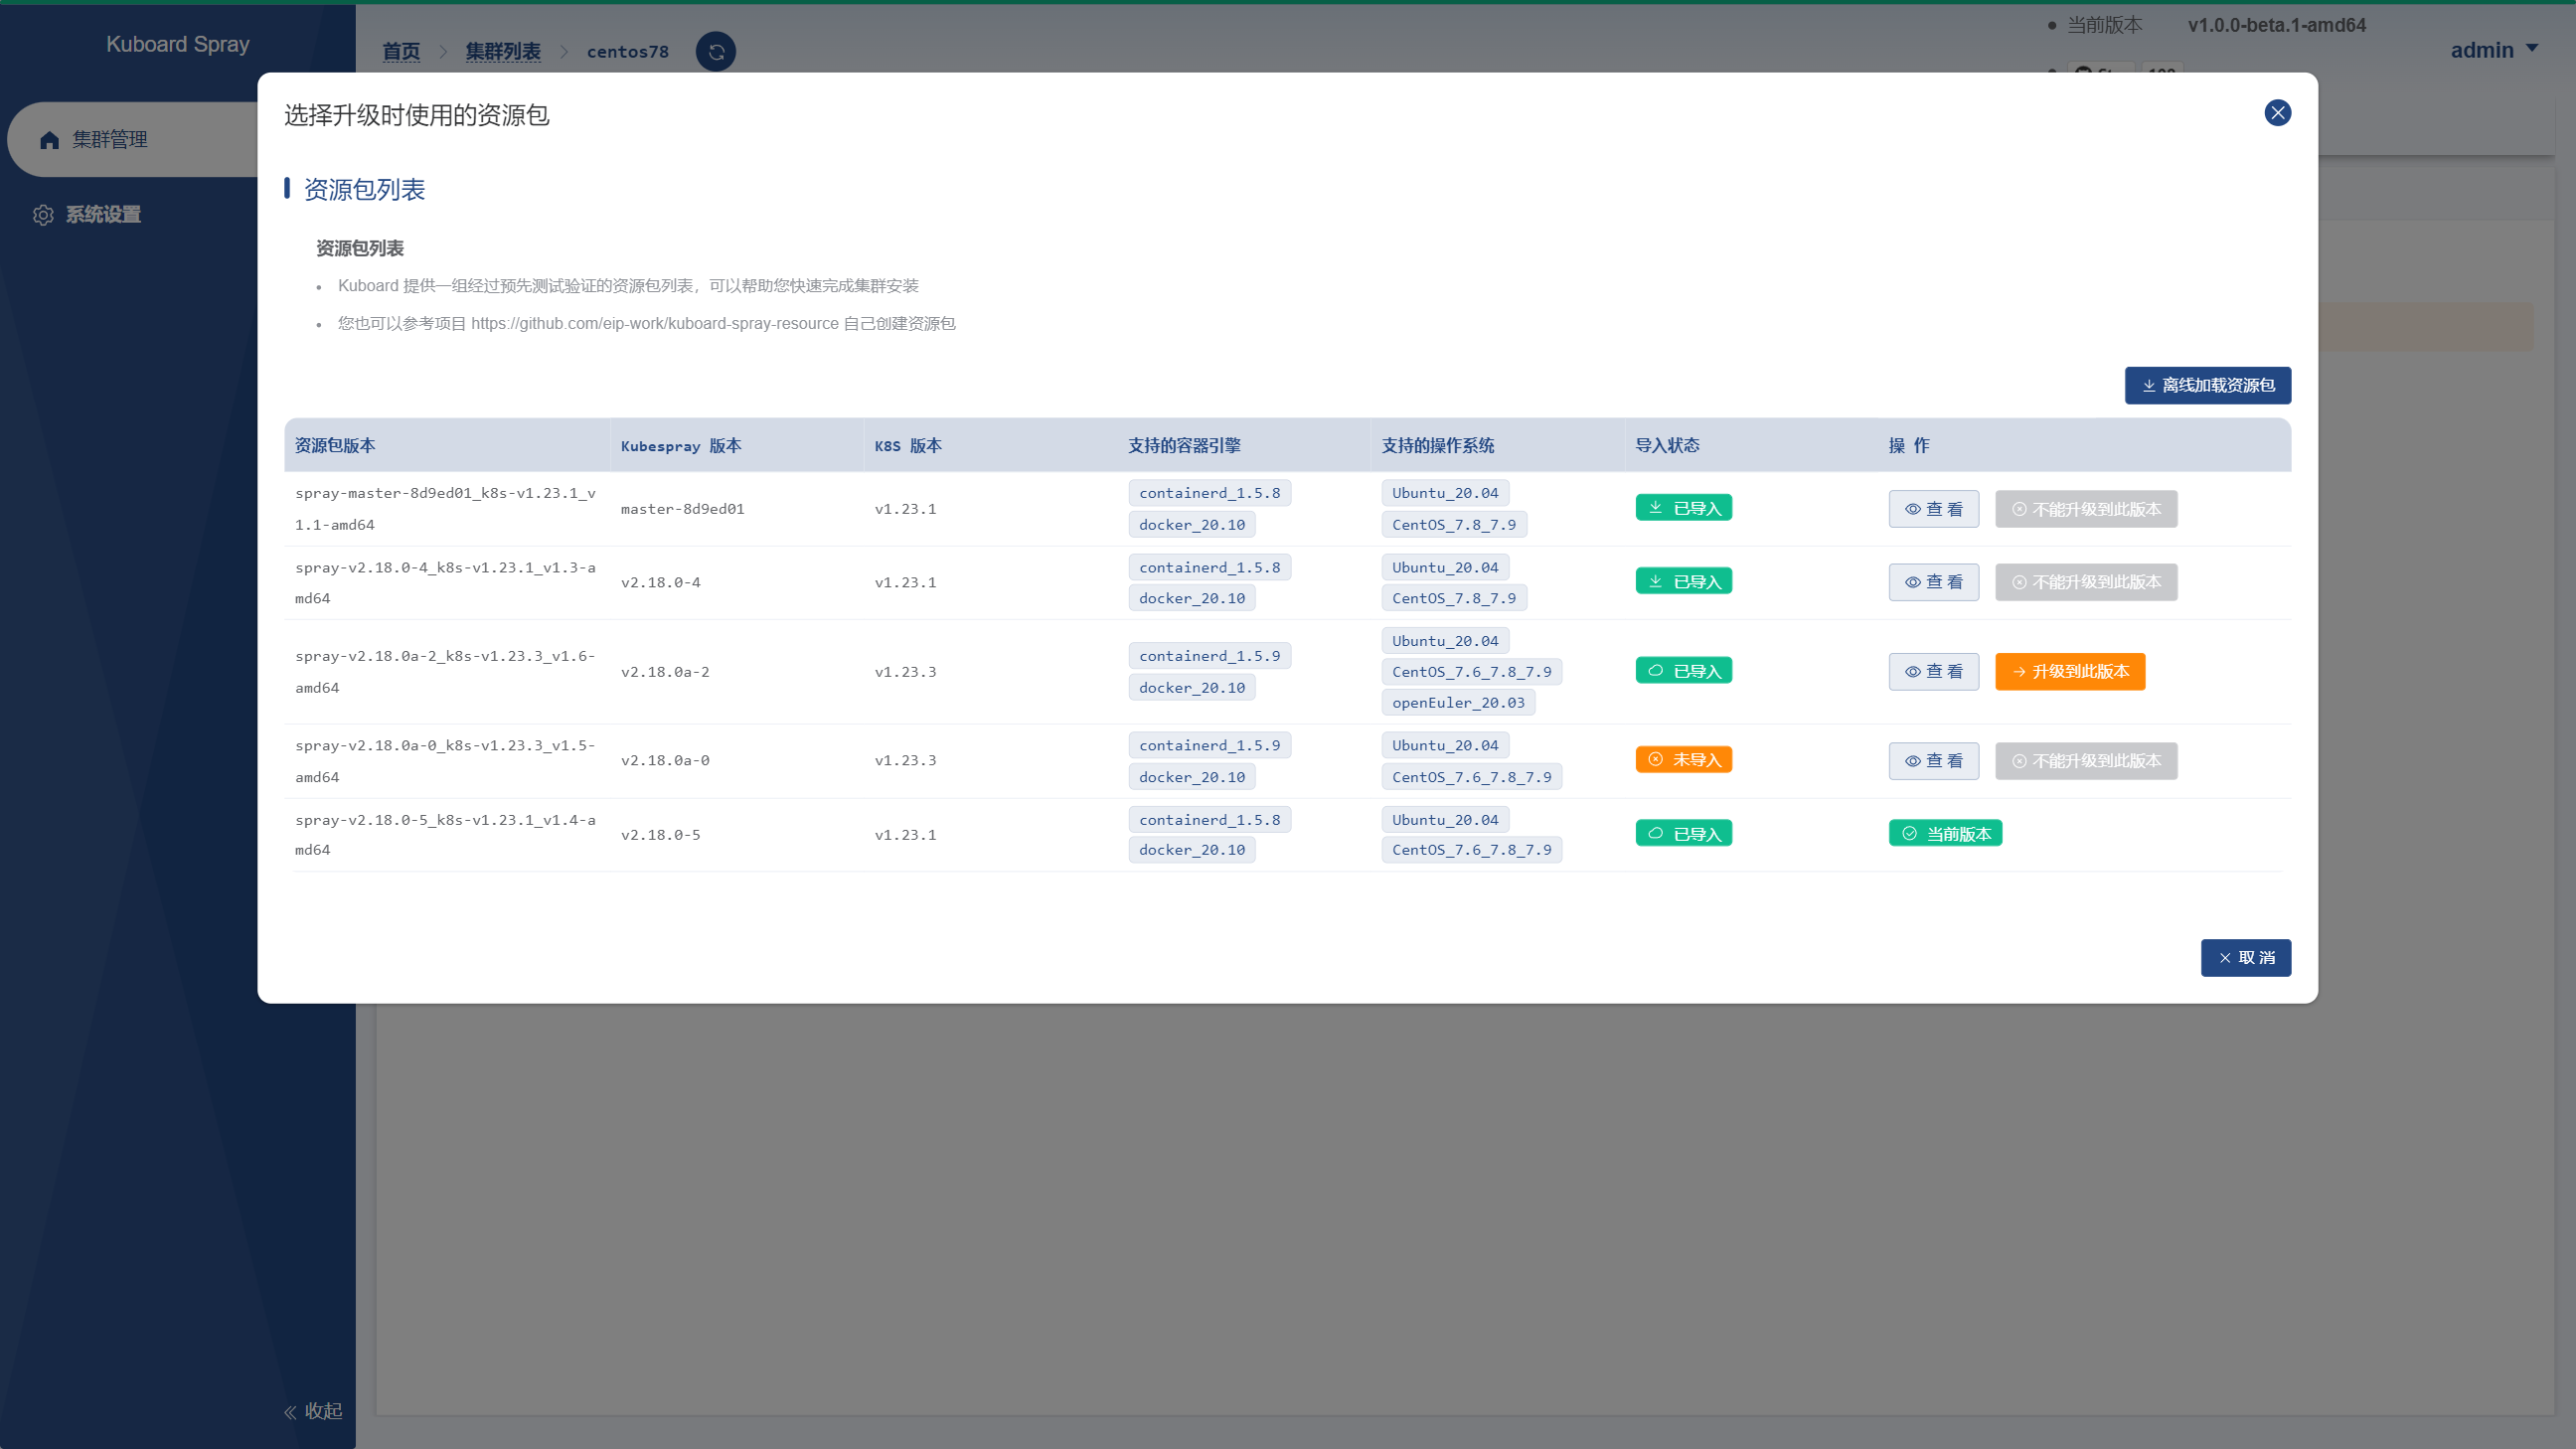 Kuboard Spray
首页
集群列表
centos78
当前版本 v1.0.0-beta.1-amd64
admin
集群管理
系统设置
选择升级时使用的资源包
资源包列表
资源包列表
Kuboard 提供一组经过预先测试验证的资源包列表，可以帮助您快速完成集群安装
您也可以参考项目 https://github.com/eip-work/kuboard-spray-resource 自己创建资源包
离线加载资源包
资源包版本 Kubespray 版本 K8S 版本 支持的容器引擎 支持的操作系统 导入状态 操 作
spray-master-8d9ed01_k8s-v1.23.1_v
1.1-amd64
master-8d9ed01
v1.23.1
containerd_1.5.8
docker_20.10
Ubuntu_20.04
CentOS_7.8_7.9
已导入
查 看
不能升级到此版本
spray-v2.18.0-4_k8s-v1.23.1_v1.3-a
md64
v2.18.0-4
v1.23.1
containerd_1.5.8
docker_20.10
Ubuntu_20.04
CentOS_7.8_7.9
已导入
查 看
不能升级到此版本
spray-v2.18.0a-2_k8s-v1.23.3_v1.6-
amd64
v2.18.0a-2
v1.23.3
containerd_1.5.9
docker_20.10
Ubuntu_20.04
CentOS_7.6_7.8_7.9
openEuler_20.03
已导入
查 看
升级到此版本
spray-v2.18.0a-0_k8s-v1.23.3_v1.5-
amd64
v2.18.0a-0
v1.23.3
containerd_1.5.9
docker_20.10
Ubuntu_20.04
CentOS_7.6_7.8_7.9
未导入
查 看
不能升级到此版本
spray-v2.18.0-5_k8s-v1.23.1_v1.4-a
md64
v2.18.0-5
v1.23.1
containerd_1.5.8
docker_20.10
Ubuntu_20.04
CentOS_7.6_7.8_7.9
已导入
当前版本
取 消
收起